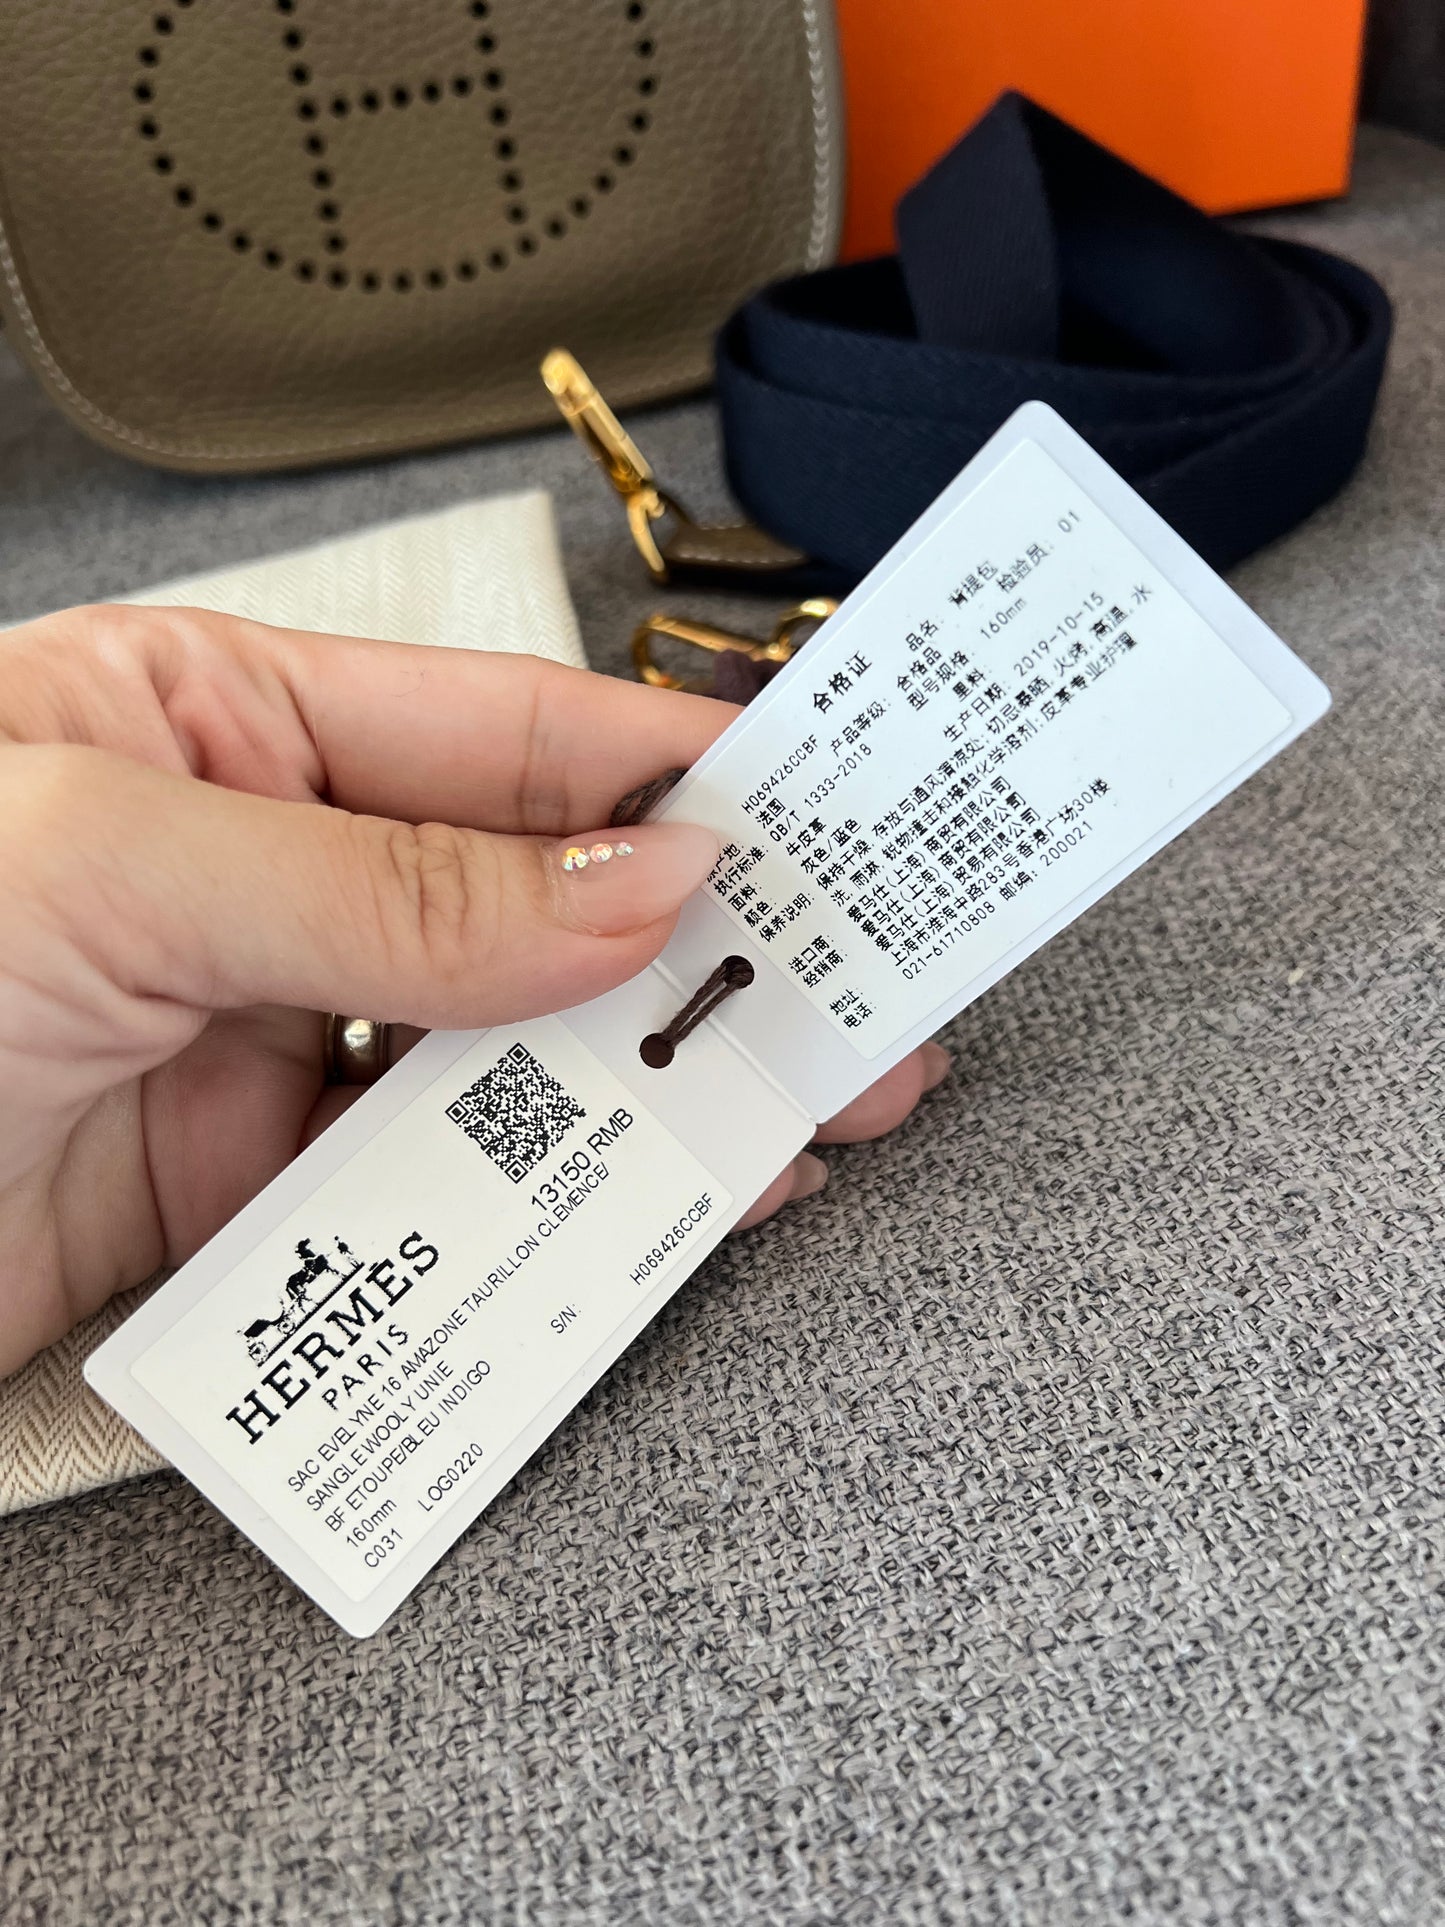 合格证
H069426CCBF 品名: 背提包
法国 产品等级: 合格品 检验员: 01
执行标准: QB/T 1333-2018 型号规格: 160mm
面料: 牛皮革 里料:
颜色: 灰色/蓝色 生产日期: 2019-10-15
保养说明: 保持干燥 存放与通风清凉处;切忌暴晒,火烤,高温,水
洗,雨淋,锐物撞击和接触化学溶剂;皮革专业护理
进口商: 爱马仕(上海)商贸有限公司
经销商: 爱马仕(上海)商贸有限公司
爱马仕(上海)贸易有限公司
地址: 上海市淮海中路283号香港广场30楼
电话: 021-61710808 邮编: 200021
13150 RMB
HERMÈS
PARIS
SAC EVELYNE 16 AMAZONE TAURILLON CLEMENCE/
SANGLE WOOLY UNIE
BF ETOUPE/BLEU INDIGO
160mm S/N: H069426CCBF
C031 LOG0220